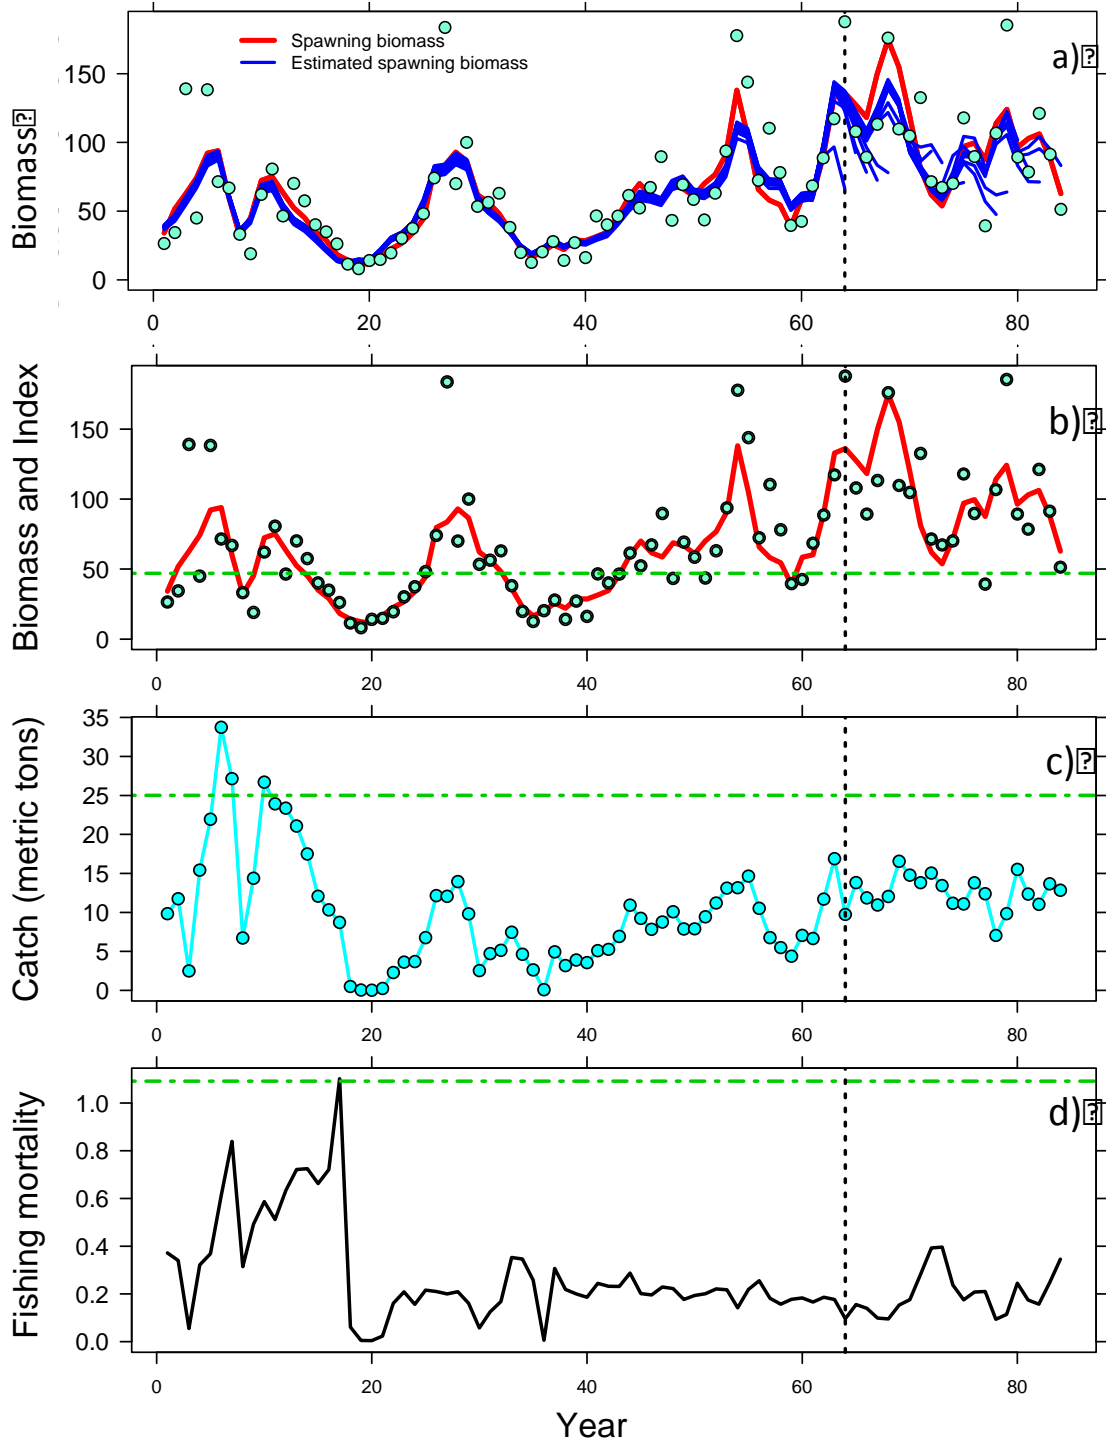 Spawning biomass
Estimated spawning biomass
a)
Biomass
150
100
50
0
0 20 40 60 80
b)
Biomass and Index
150
100
50
0
0 20 40 60 80
c)
Catch (metric tons)
35
30
25
20
15
10
5
0
0 20 40 60 80
d)
Fishing mortality
1.0
0.8
0.6
0.4
0.2
0.0
0 20 40 60 80
Year